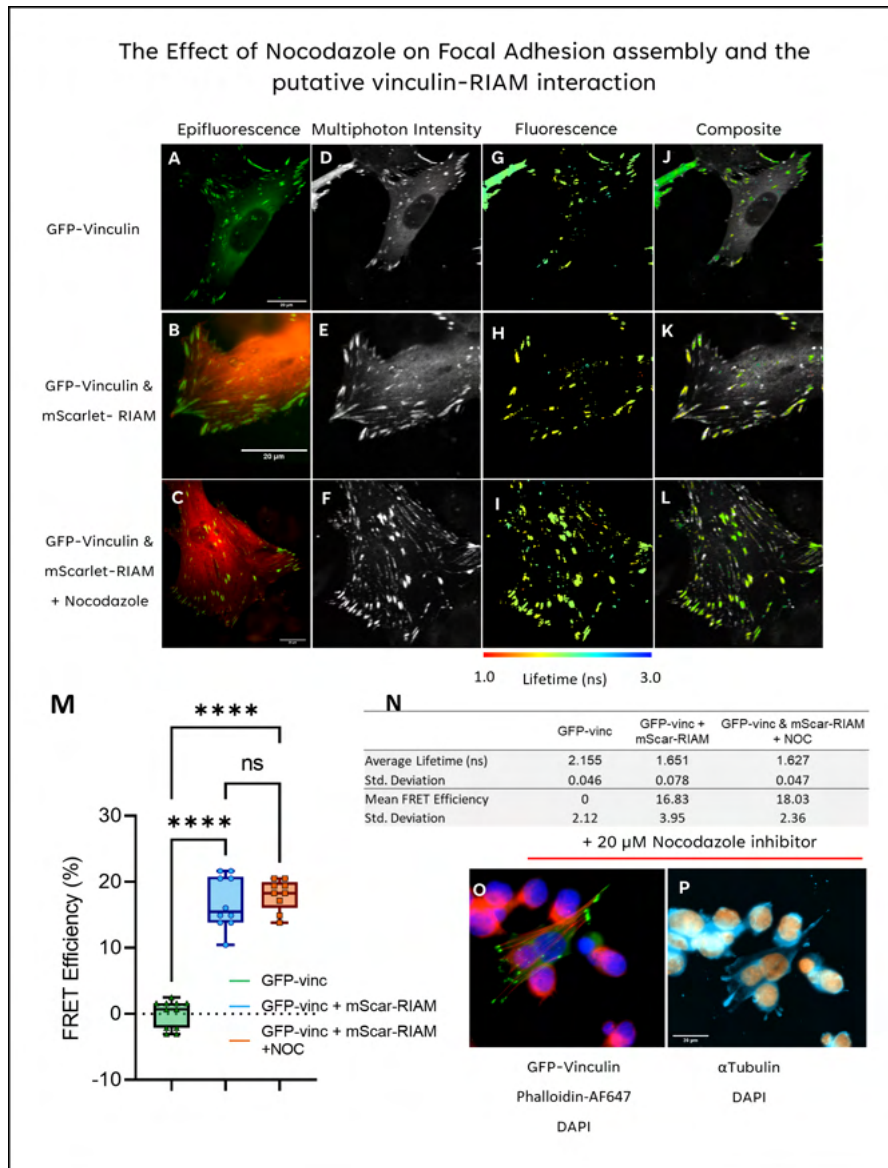 The Effect of Nocodazole on Focal Adhesion assembly and the
putative vinculin-RIAM interaction
Epifluorescence Multiphoton Intensity Fluorescence Composite
A D G J
GFP-Vinculin
B E H K
GFP-Vinculin &
mScarlet- RIAM
20 μm
C F I L
GFP-Vinculin &
mScarlet-RIAM
+ Nocodazole
1.0 Lifetime (ns) 3.0
M
****
ns
****
30
20
10
0
-10
FRET Efficiency (%)
GFP-vinc
GFP-vinc + mScar-RIAM
GFP-vinc + mScar-RIAM
+NOC
N
GFP-vinc GFP-vinc + mScar-RIAM GFP-vinc & mScar-RIAM + NOC
Average Lifetime (ns) 2.155 1.651 1.627
Std. Deviation 0.046 0.078 0.047
Mean FRET Efficiency 0 16.83 18.03
Std. Deviation 2.12 3.95 2.36
+ 20 μM Nocodazole inhibitor
O P
GFP-Vinculin
Phalloidin-AF647
DAPI
αTubulin
DAPI